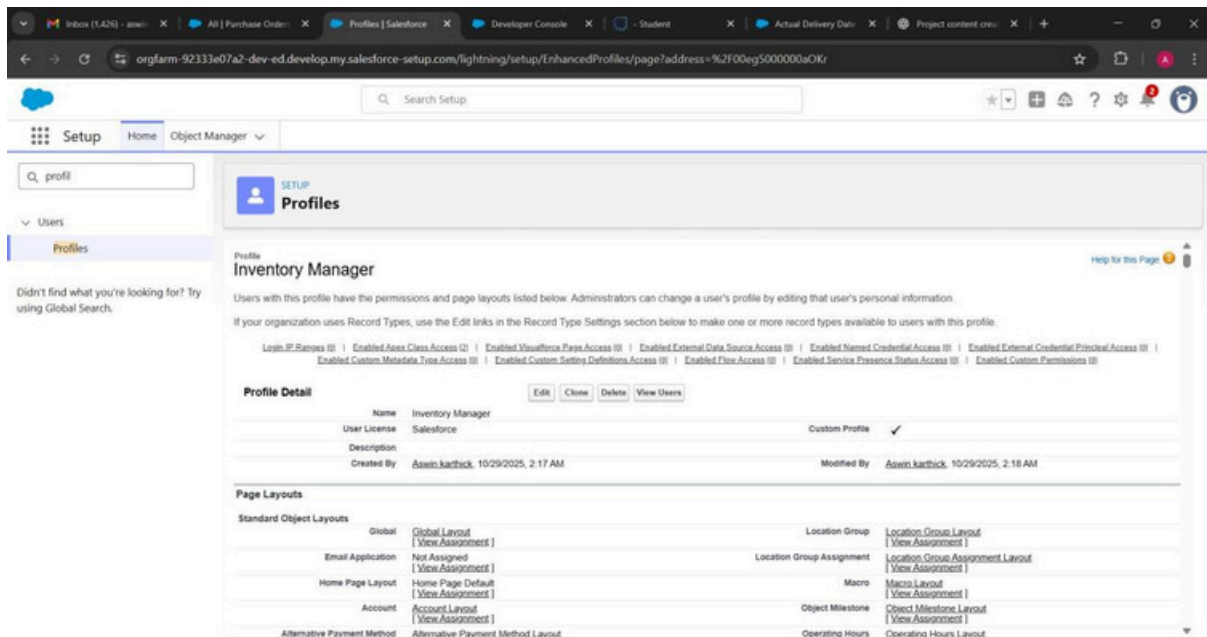 Inbox (1,426) - aswin
All | Purchase Order
Profiles | Salesforce
Developer Console
- Student
Actual Delivery Date
Project content crea
orgfarm-92333e07a2-dev-ed.develop.my.salesforce-setup.com/lightning/setup/EnhancedProfiles/page?address=%2F00egS000000aOKr
A
Search Setup
2
Setup Home Object Manager
profil
Users
Profiles
Didn't find what you're looking for? Try
using Global Search.
SETUP
Profiles
Profile
Inventory Manager
Help for this Page
Users with this profile have the permissions and page layouts listed below. Administrators can change a user's profile by editing that user's personal information.
If your organization uses Record Types, use the Edit links in the Record Type Settings section below to make one or more record types available to users with this profile.
Login IP Ranges [0] | Enabled Apex Class Access [2] | Enabled Visualforce Page Access [0] | Enabled External Data Source Access [0] | Enabled Named Credential Access [0] | Enabled External Credential Principal Access [0] |
Enabled Custom Metadata Type Access [0] | Enabled Custom Setting Definitions Access [0] | Enabled Flow Access [0] | Enabled Service Presence Status Access [0] | Enabled Custom Permissions [0]
Profile Detail Edit Clone Delete View Users
Name Inventory Manager
User License Salesforce Custom Profile ✓
Description
Created By Aswin karthick, 10/29/2025, 2:17 AM Modified By Aswin karthick, 10/29/2025, 2:18 AM
Page Layouts
Standard Object Layouts
Global Global Layout Location Group Location Group Layout
[ View Assignment ] [ View Assignment ]
Email Application Not Assigned Location Group Assignment Location Group Assignment Layout
[ View Assignment ] [ View Assignment ]
Home Page Layout Home Page Default Macro Macro Layout
[ View Assignment ] [ View Assignment ]
Account Account Layout Object Milestone Object Milestone Layout
[ View Assignment ] [ View Assignment ]
Alternative Payment Method Alternative Payment Method Layout Operating Hours Operating Hours Layout